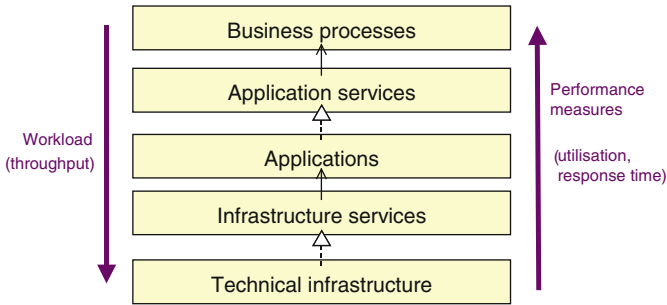 Business processes
Application services
Applications
Infrastructure services
Technical infrastructure
Workload
(throughput)
Performance
measures
(utilisation,
response time)